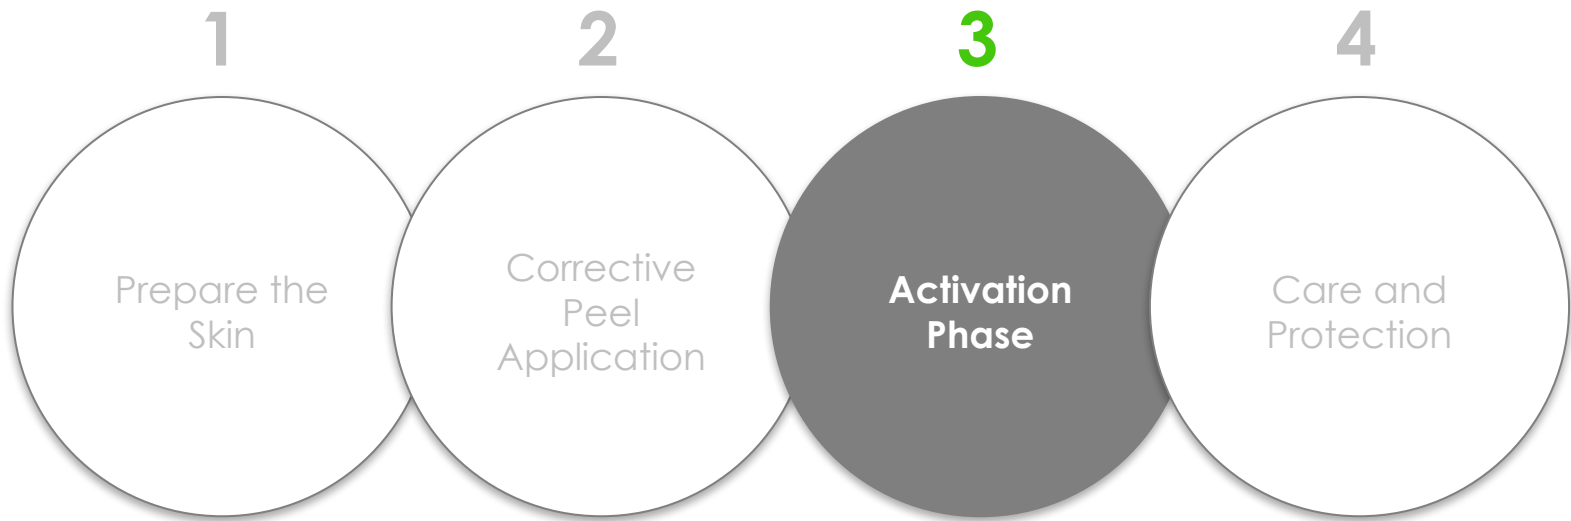 1
2
3
4
Prepare the
Skin
Corrective
Peel
Application
Activation
Phase
Care and
Protection